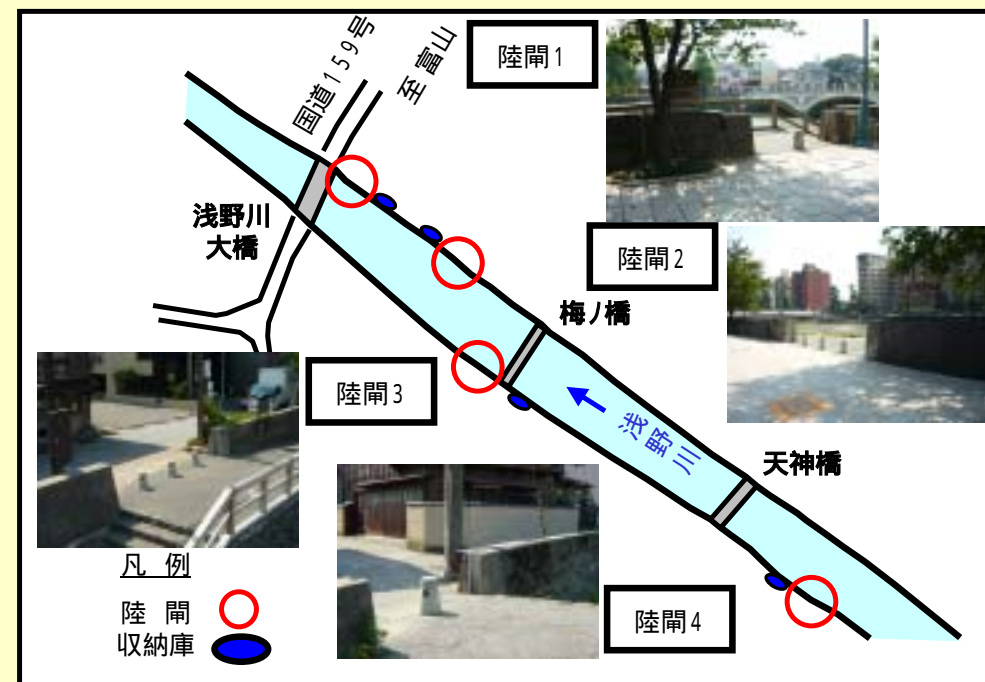 国道159号
至 富山
陸閘1
浅野川
大橋
陸閘2
梅ノ橋
陸閘3
浅野川
天神橋
凡 例
陸 閘
収納庫
陸閘4